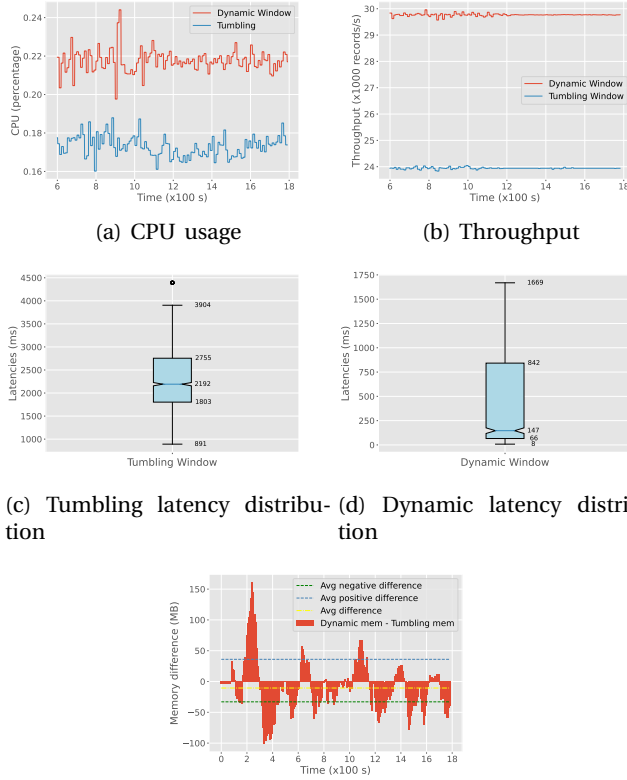 Dynamic Window
Tumbling
0.24
0.22
0.20
0.18
0.16
CPU (percentage)
6 8 10 12 14 16 18
Time (x100 s)
(a) CPU usage
30
29
28
27
26
25
24
Throughput (x1000 records/s)
Dynamic Window
Tumbling Window
6 8 10 12 14 16 18
Time (x100 s)
(b) Throughput
4500
4000
3500
3000
2500
2000
1500
1000
Latencies (ms)
3904
2755
2192
1803
891
Tumbling Window
(c) Tumbling latency distribu-
tion
1750
1500
1250
1000
750
500
250
0
Latencies (ms)
1669
842
147
66
8
Dynamic Window
(d) Dynamic latency distri
tion
150
100
50
0
−50
−100
Memory difference (MB)
Avg negative difference
Avg positive difference
Avg difference
Dynamic mem - Tumbling mem
0 2 4 6 8 10 12 14 16 18
Time (x100 s)